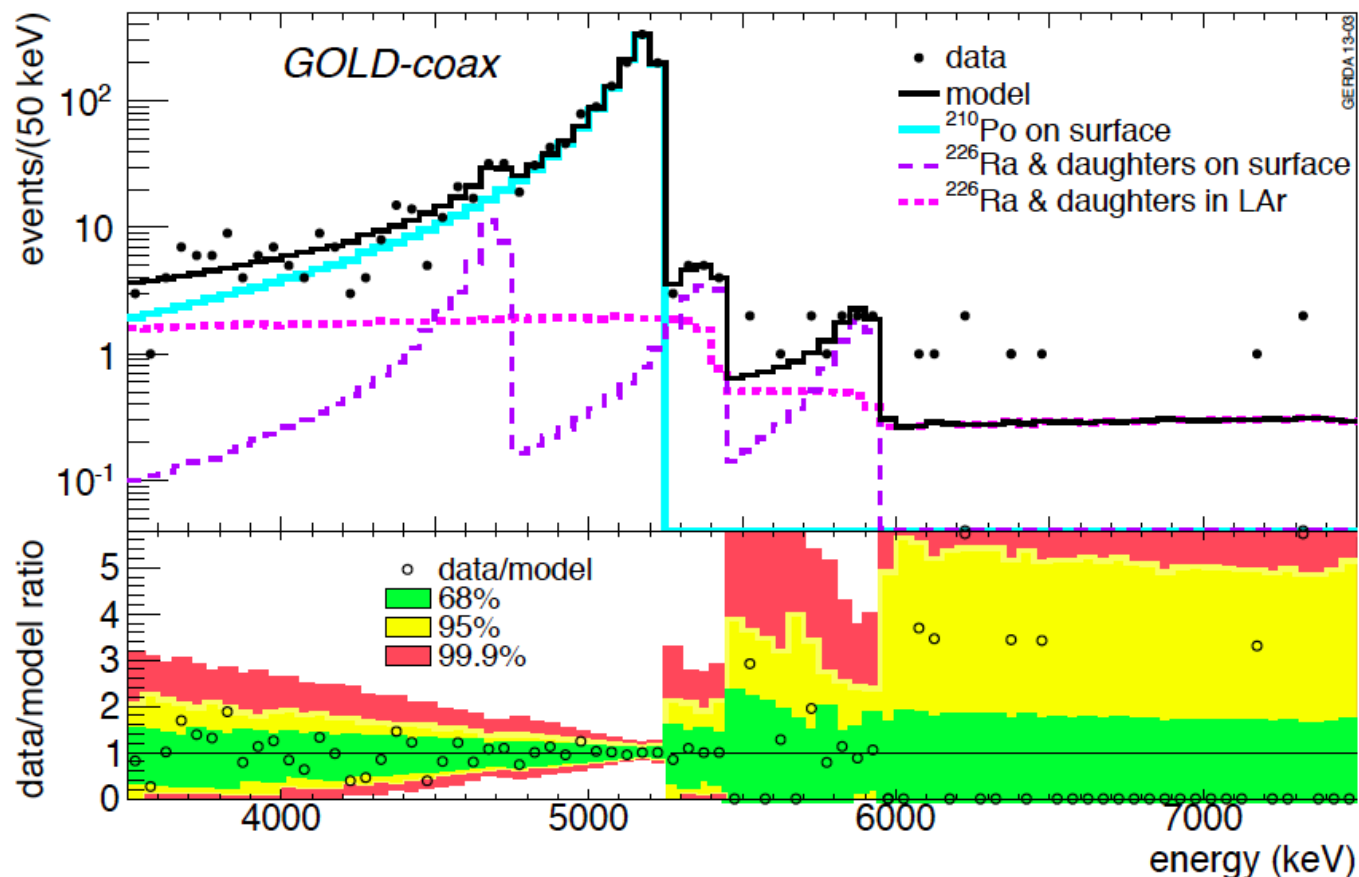 GOLD-coax
GERDA 13-03
events/(50 keV)
10²
10
1
10⁻¹
data
model
²¹⁰Po on surface
²²⁶Ra & daughters on surface
²²⁶Ra & daughters in LAr
data/model ratio
5
4
3
2
1
0
data/model
68%
95%
99.9%
4000 5000 6000 7000
energy (keV)